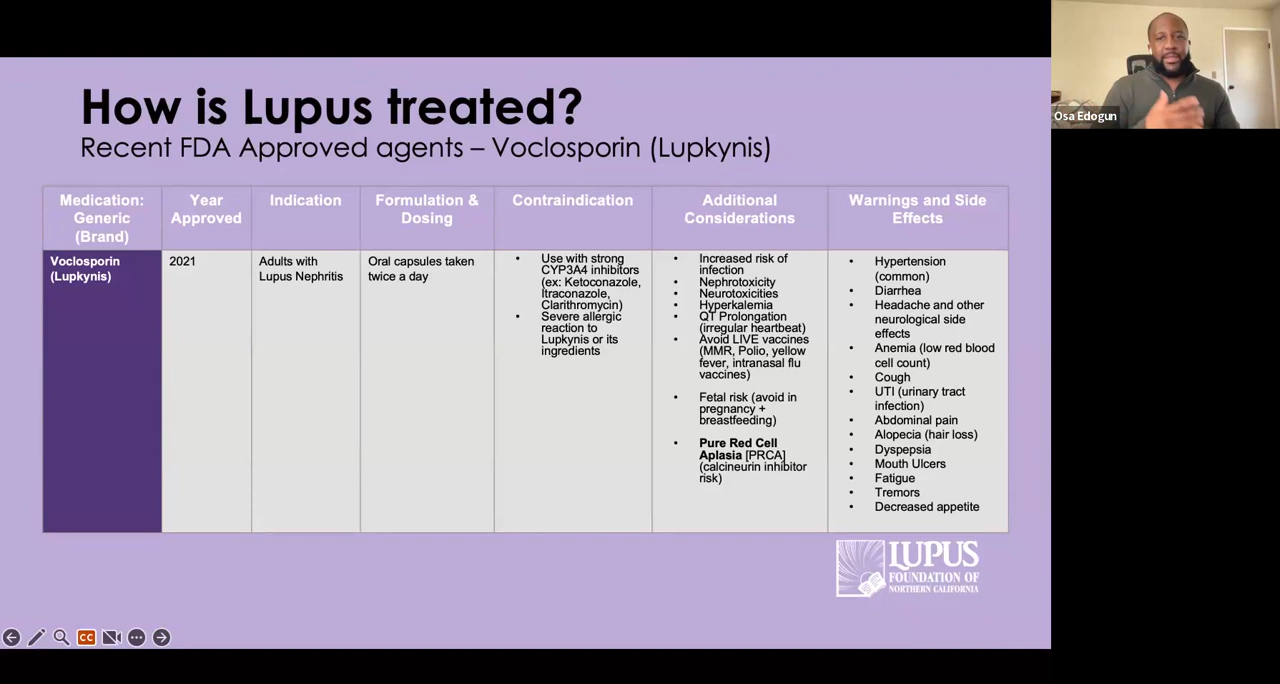 How is Lupus treated?
Recent FDA Approved agents – Voclosporin (Lupkynis)
Medication:
Generic
(Brand)
Year
Approved
Indication
Formulation &
Dosing
Contraindication
Additional
Considerations
Warnings and Side
Effects
Voclosporin
(Lupkynis)
2021
Adults with
Lupus Nephritis
Oral capsules taken
twice a day
• Use with strong
CYP3A4 inhibitors
(ex: Ketoconazole,
Itraconazole,
Clarithromycin)
• Severe allergic
reaction to
Lupkynis or its
ingredients
• Increased risk of
infection
• Nephrotoxicity
• Neurotoxicities
• Hyperkalemia
• QT Prolongation
(irregular heartbeat)
• Avoid LIVE vaccines
(MMR, Polio, yellow
fever, intranasal flu
vaccines)
• Fetal risk (avoid in
pregnancy +
breastfeeding)
• Pure Red Cell
Aplasia [PRCA]
(calcineurin inhibitor
risk)
• Hypertension
(common)
• Diarrhea
• Headache and other
neurological side
effects
• Anemia (low red blood
cell count)
• Cough
• UTI (urinary tract
infection)
• Abdominal pain
• Alopecia (hair loss)
• Dyspepsia
• Mouth Ulcers
• Fatigue
• Tremors
• Decreased appetite
LUPUS
FOUNDATION OF
NORTHERN CALIFORNIA
CC
Osa Edogun